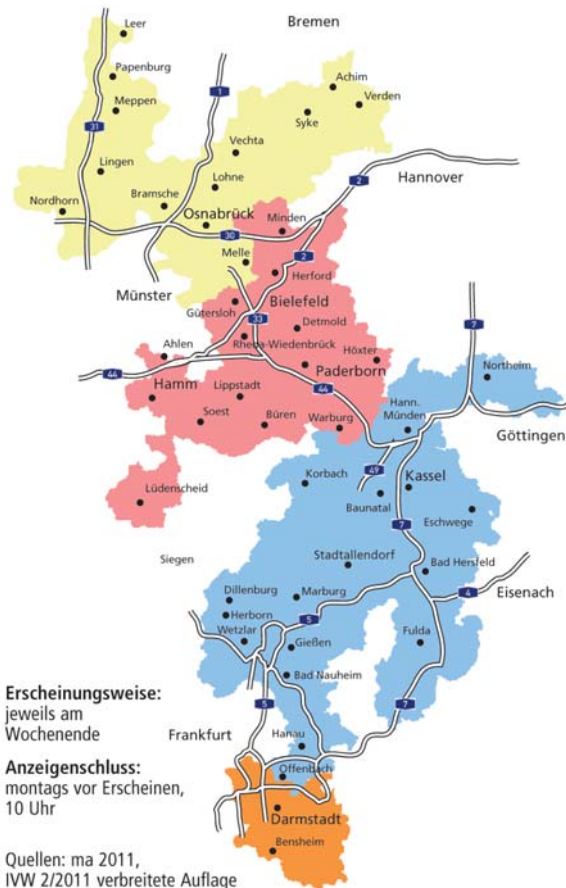 Leer
Bremen
Papenburg
Achim
1
Meppen
Verden
Syke
31
Vechta
2
Lingen
Hannover
Lohne
Bramsche
Nordhorn
Osnabrück
Minden
30
Melle
2
Herford
Münster
Bielefeld
Gütersloh
33
Detmold
7
Ahlen
Rheda-Wiedenbrück
Höxter
44
Paderborn
Northeim
Hamm
Lippstadt
44
Hann.
Münden
Soest
Büren
Warburg
Göttingen
49
Korbach
Kassel
Lüdenscheid
Baunatal
Eschwege
7
Siegen
Stadtallendorf
Bad Hersfeld
Dillenburg
Marburg
4
Eisenach
Herborn
5
Wetzlar
Gießen
Fulda
Bad Nauheim
Erscheinungsweise:
jeweils am
Wochenende
5
7
Frankfurt
Hanau
Anzeigenschluss:
montags vor Erscheinen,
10 Uhr
Offenbach
Darmstadt
Bensheim
Quellen: ma 2011,
IVW 2/2011 verbreitete Auflage